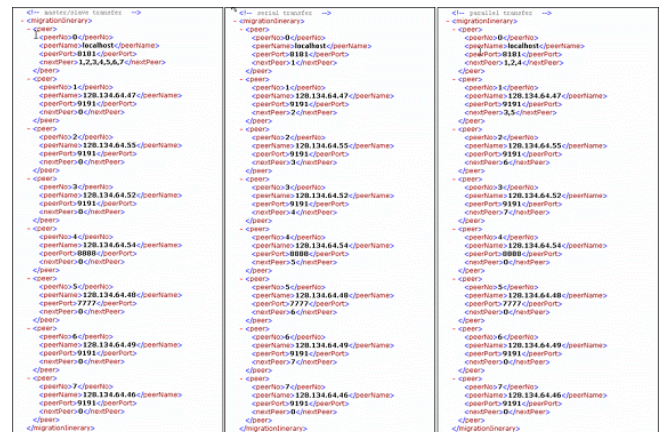 <!-- master/slave transfer -->
- <migrationlinerary>
- <peer>
<peerNo>0</peerNo>
<peerName>localhost</peerName>
<peerPort>8181</peerPort>
<nextPeer>1,2,3,4,5,6,7</nextPeer>
</peer>
- <peer>
<peerNo>1</peerNo>
<peerName>128.134.64.47</peerName>
<peerPort>9191</peerPort>
<nextPeer>0</nextPeer>
</peer>
- <peer>
<peerNo>2</peerNo>
<peerName>128.134.64.55</peerName>
<peerPort>9191</peerPort>
<nextPeer>0</nextPeer>
</peer>
- <peer>
<peerNo>3</peerNo>
<peerName>128.134.64.52</peerName>
<peerPort>9191</peerPort>
<nextPeer>0</nextPeer>
</peer>
- <peer>
<peerNo>4</peerNo>
<peerName>128.134.64.54</peerName>
<peerPort>8888</peerPort>
<nextPeer>0</nextPeer>
</peer>
- <peer>
<peerNo>5</peerNo>
<peerName>128.134.64.48</peerName>
<peerPort>7777</peerPort>
<nextPeer>0</nextPeer>
</peer>
- <peer>
<peerNo>6</peerNo>
<peerName>128.134.64.49</peerName>
<peerPort>9191</peerPort>
<nextPeer>0</nextPeer>
</peer>
- <peer>
<peerNo>7</peerNo>
<peerName>128.134.64.46</peerName>
<peerPort>9191</peerPort>
<nextPeer>0</nextPeer>
</peer>
</migrationlinerary>
<!-- serial transfer -->
- <migrationlinerary>
- <peer>
<peerNo>0</peerNo>
<peerName>localhost</peerName>
<peerPort>8181</peerPort>
<nextPeer>1</nextPeer>
</peer>
- <peer>
<peerNo>1</peerNo>
<peerName>128.134.64.47</peerName>
<peerPort>9191</peerPort>
<nextPeer>2</nextPeer>
</peer>
- <peer>
<peerNo>2</peerNo>
<peerName>128.134.64.55</peerName>
<peerPort>9191</peerPort>
<nextPeer>3</nextPeer>
</peer>
- <peer>
<peerNo>3</peerNo>
<peerName>128.134.64.52</peerName>
<peerPort>9191</peerPort>
<nextPeer>4</nextPeer>
</peer>
- <peer>
<peerNo>4</peerNo>
<peerName>128.134.64.54</peerName>
<peerPort>8888</peerPort>
<nextPeer>5</nextPeer>
</peer>
- <peer>
<peerNo>5</peerNo>
<peerName>128.134.64.48</peerName>
<peerPort>7777</peerPort>
<nextPeer>6</nextPeer>
</peer>
- <peer>
<peerNo>6</peerNo>
<peerName>128.134.64.49</peerName>
<peerPort>9191</peerPort>
<nextPeer>7</nextPeer>
</peer>
- <peer>
<peerNo>7</peerNo>
<peerName>128.134.64.46</peerName>
<peerPort>9191</peerPort>
<nextPeer>0</nextPeer>
</peer>
</migrationlinerary>
<!-- parallel transfer -->
- <migrationlinerary>
- <peer>
<peerNo>0</peerNo>
<peerName>localhost</peerName>
<peerPort>8181</peerPort>
<nextPeer>1,2,4</nextPeer>
</peer>
- <peer>
<peerNo>1</peerNo>
<peerName>128.134.64.47</peerName>
<peerPort>9191</peerPort>
<nextPeer>3,5</nextPeer>
</peer>
- <peer>
<peerNo>2</peerNo>
<peerName>128.134.64.55</peerName>
<peerPort>9191</peerPort>
<nextPeer>6</nextPeer>
</peer>
- <peer>
<peerNo>3</peerNo>
<peerName>128.134.64.52</peerName>
<peerPort>9191</peerPort>
<nextPeer>7</nextPeer>
</peer>
- <peer>
<peerNo>4</peerNo>
<peerName>128.134.64.54</peerName>
<peerPort>8888</peerPort>
<nextPeer>0</nextPeer>
</peer>
- <peer>
<peerNo>5</peerNo>
<peerName>128.134.64.48</peerName>
<peerPort>7777</peerPort>
<nextPeer>0</nextPeer>
</peer>
- <peer>
<peerNo>6</peerNo>
<peerName>128.134.64.49</peerName>
<peerPort>9191</peerPort>
<nextPeer>0</nextPeer>
</peer>
- <peer>
<peerNo>7</peerNo>
<peerName>128.134.64.46</peerName>
<peerPort>9191</peerPort>
<nextPeer>0</nextPeer>
</peer>
</migrationlinerary>